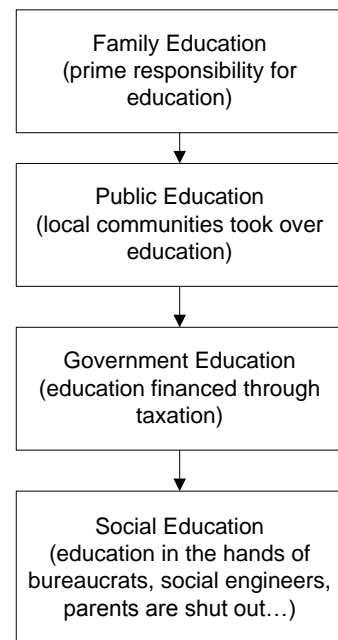 Family Education
(prime responsibility for
education)
Public Education
(local communities took over
education)
Government Education
(education financed through
taxation)
Social Education
(education in the hands of
bureaucrats, social engineers,
parents are shut out…)